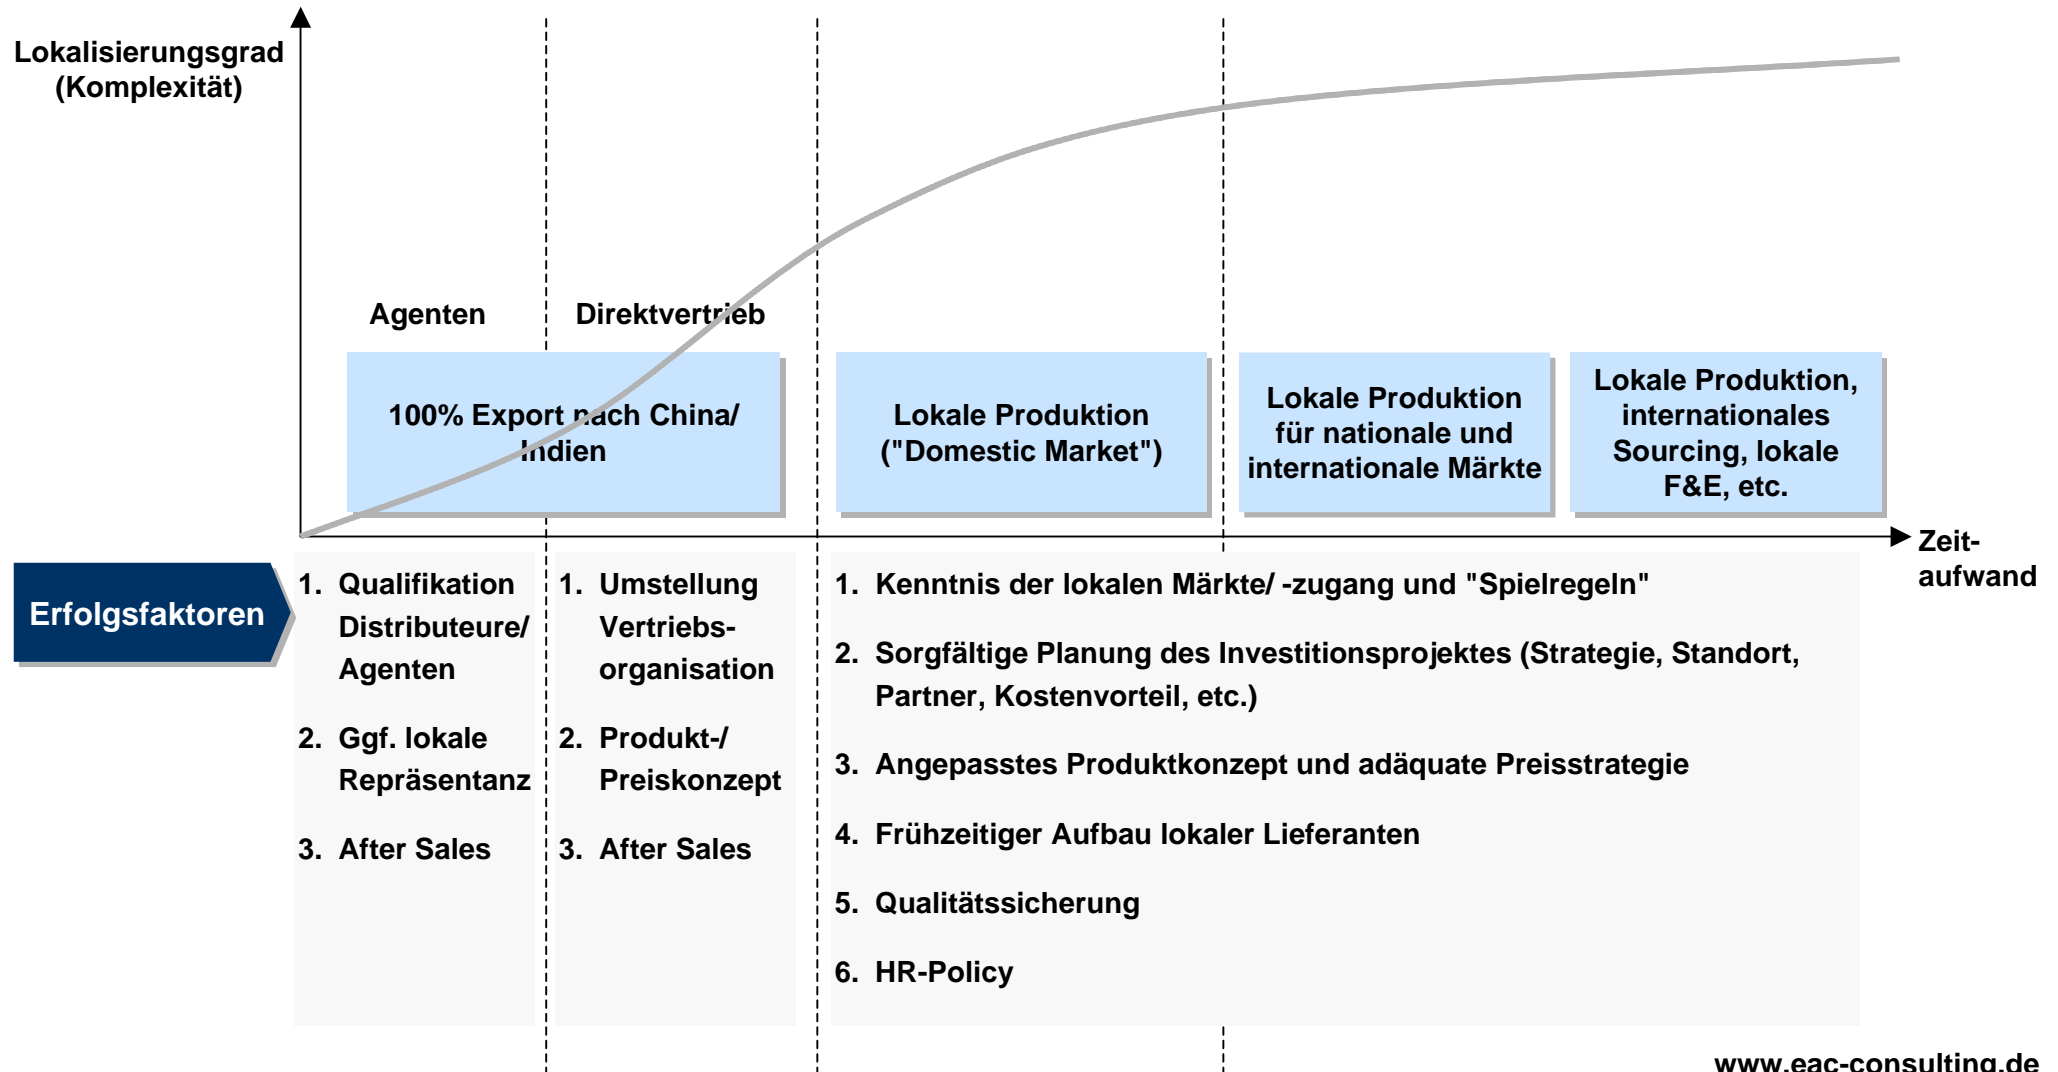 Lokalisierungsgrad
(Komplexität)
Agenten
Direktvertrieb
100% Export nach China/
Indien
Lokale Produktion
("Domestic Market")
Lokale Produktion
für nationale und
internationale Märkte
Lokale Produktion,
internationales
Sourcing, lokale
F&E, etc.
Zeit-
aufwand
Erfolgsfaktoren
1. Qualifikation
Distributeure/
Agenten
2. Ggf. lokale
Repräsentanz
3. After Sales
1. Umstellung
Vertriebs-
organisation
2. Produkt-/
Preiskonzept
3. After Sales
1. Kenntnis der lokalen Märkte/ -zugang und "Spielregeln"
2. Sorgfältige Planung des Investitionsprojektes (Strategie, Standort,
Partner, Kostenvorteil, etc.)
3. Angepasstes Produktkonzept und adäquate Preisstrategie
4. Frühzeitiger Aufbau lokaler Lieferanten
5. Qualitätssicherung
6. HR-Policy
www.eac-consulting.de